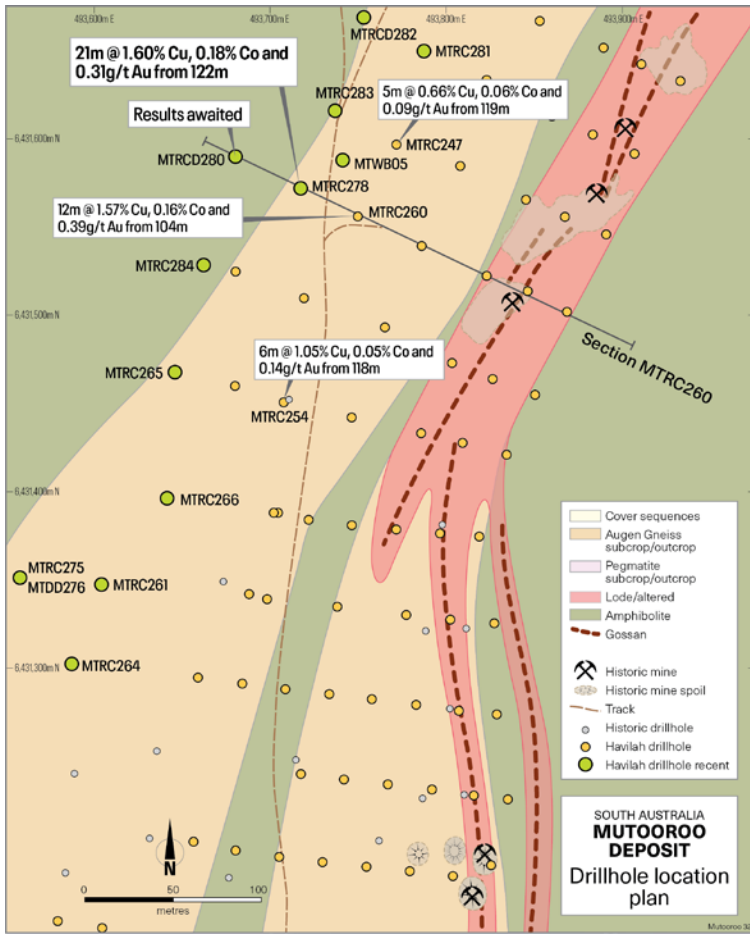 493,600m E
493,700m E
493,800m E
493,900m E
MTRCD282
21m @ 1.60% Cu, 0.18% Co and
0.31g/t Au from 122m
MTRC281
MTRC283
5m @ 0.66% Cu, 0.06% Co and
0.09g/t Au from 119m
Results awaited
6,431,600m N
MTRC247
MTRCD280
MTWB05
MTRC278
12m @ 1.57% Cu, 0.16% Co and
0.39g/t Au from 104m
MTRC260
MTRC284
6,431,500m N
Section MTRC260
6m @ 1.05% Cu, 0.05% Co and
0.14g/t Au from 118m
MTRC265
MTRC254
6,431,400m N
MTRC266
MTRC275
MTDD276
MTRC261
6,431,300m N
MTRC264
Cover sequences
Augen Gneiss
subcrop/outcrop
Pegmatite
subcrop/outcrop
Lode/altered
Amphibolite
Gossan
Historic mine
Historic mine spoil
Track
Historic drillhole
Havilah drillhole
Havilah drillhole recent
SOUTH AUSTRALIA
MUTOOROO
DEPOSIT
Drillhole location
plan
N
0 50 100
metres
Mutooroo